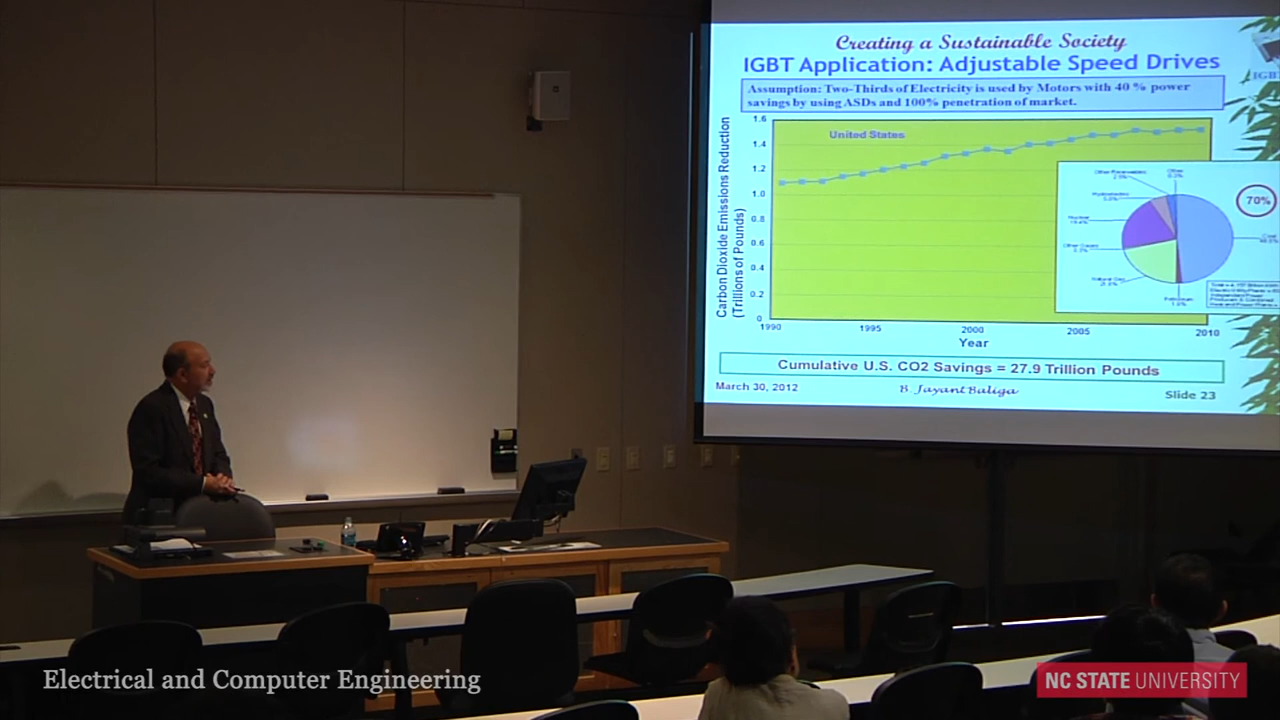 Creating a Sustainable Society
IGBT Application: Adjustable Speed Drives
Assumption: Two-Thirds of Electricity is used by Motors with 40 % power
savings by using ASDs and 100% penetration of market.
Carbon Dioxide Emissions Reduction
(Trillions of Pounds)
1.6
1.4
1.2
1.0
0.8
0.6
0.4
0.2
0
United States
1990
1995
2000
2005
2010
Year
70%
Cumulative U.S. CO2 Savings = 27.9 Trillion Pounds
March 30, 2012
B. Jayant Baliga
Slide 23
Electrical and Computer Engineering
NC STATE UNIVERSITY